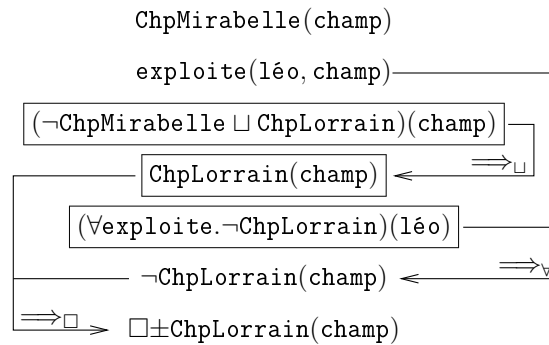 ChpMirabelle(champ)
exploite(léo, champ)
(¬ChpMirabelle ⊔ ChpLorrain)(champ)
⟹⊔
ChpLorrain(champ)
(∀exploite.¬ChpLorrain)(léo)
¬ChpLorrain(champ)
⟹∀
⟹□
□±ChpLorrain(champ)